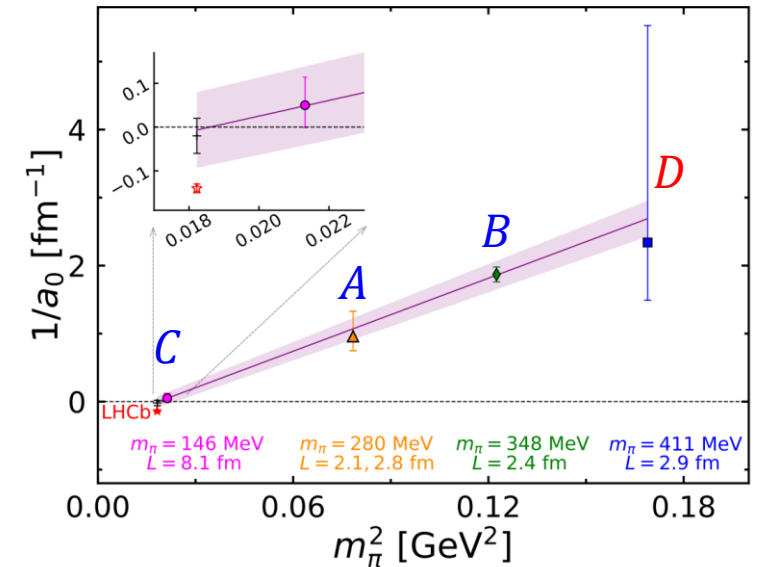 1/a₀ [fm⁻¹]
4
2
0
0.1
0.0
−0.1
0.018
0.020
0.022
D
B
A
C
LHCb
mπ = 146 MeV
L = 8.1 fm
mπ = 280 MeV
L = 2.1, 2.8 fm
mπ = 348 MeV
L = 2.4 fm
mπ = 411 MeV
L = 2.9 fm
0.00
0.06
0.12
0.18
m²π [GeV²]